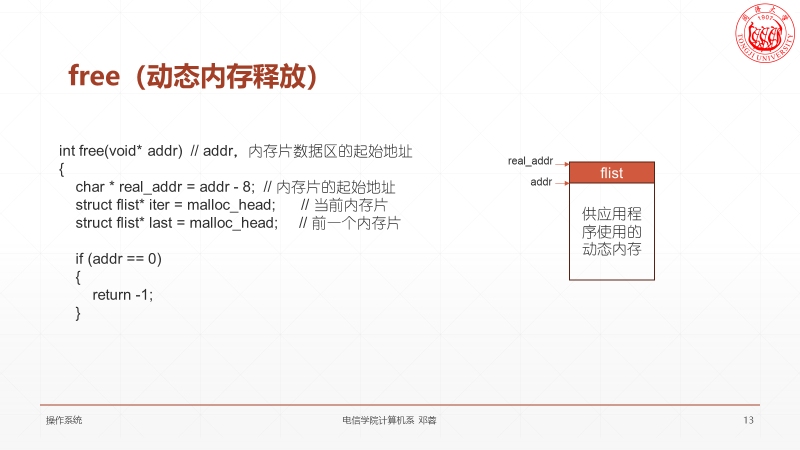 同济大学
1907
TONGJI UNIVERSITY
free（动态内存释放）
int free(void* addr)  // addr，内存片数据区的起始地址
{
    char * real_addr = addr - 8;  // 内存片的起始地址
    struct flist* iter = malloc_head;      // 当前内存片
    struct flist* last = malloc_head;     // 前一个内存片
    if (addr == 0)
    {
        return -1;
    }
real_addr
addr
flist
供应用程
序使用的
动态内存
操作系统
电信学院计算机系 邓蓉
13